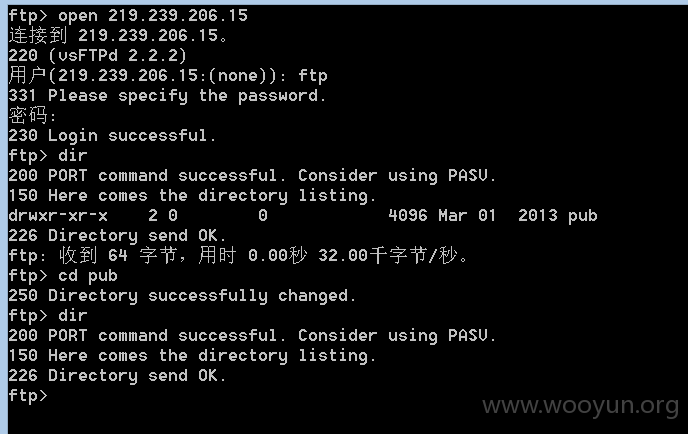 ftp> open 219.239.206.15
连接到 219.239.206.15。
220 (vsFTPd 2.2.2)
用户(219.239.206.15:(none)): ftp
331 Please specify the password.
密码:
230 Login successful.
ftp> dir
200 PORT command successful. Consider using PASV.
150 Here comes the directory listing.
drwxr-xr-x    2 0        0            4096 Mar 01  2013 pub
226 Directory send OK.
ftp: 收到 64 字节，用时 0.00秒 32.00千字节/秒。
ftp> cd pub
250 Directory successfully changed.
ftp> dir
200 PORT command successful. Consider using PASV.
150 Here comes the directory listing.
226 Directory send OK.
ftp>
www.wooyun.org